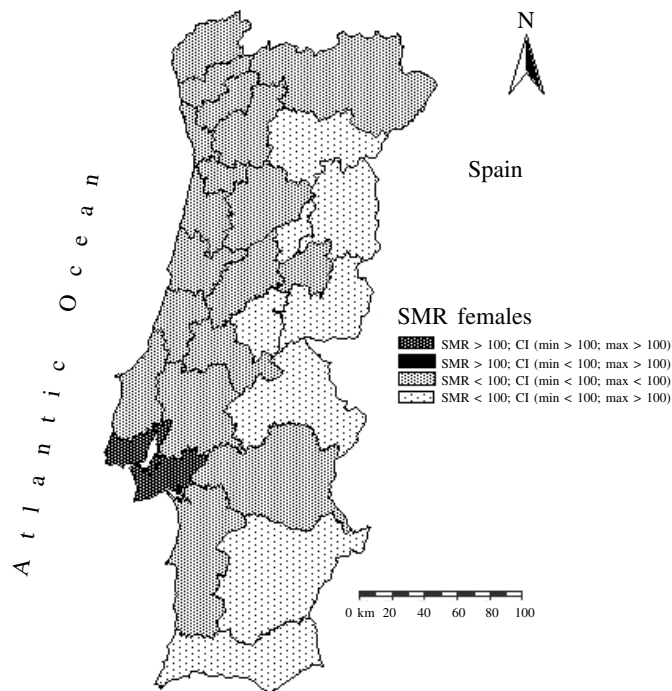 N
Spain
Atlantic Ocean
SMR females
SMR > 100; CI (min > 100; max > 100)
SMR > 100; CI (min < 100; max > 100)
SMR < 100; CI (min < 100; max < 100)
SMR < 100; CI (min < 100; max > 100)
0 km 20 40 60 80 100